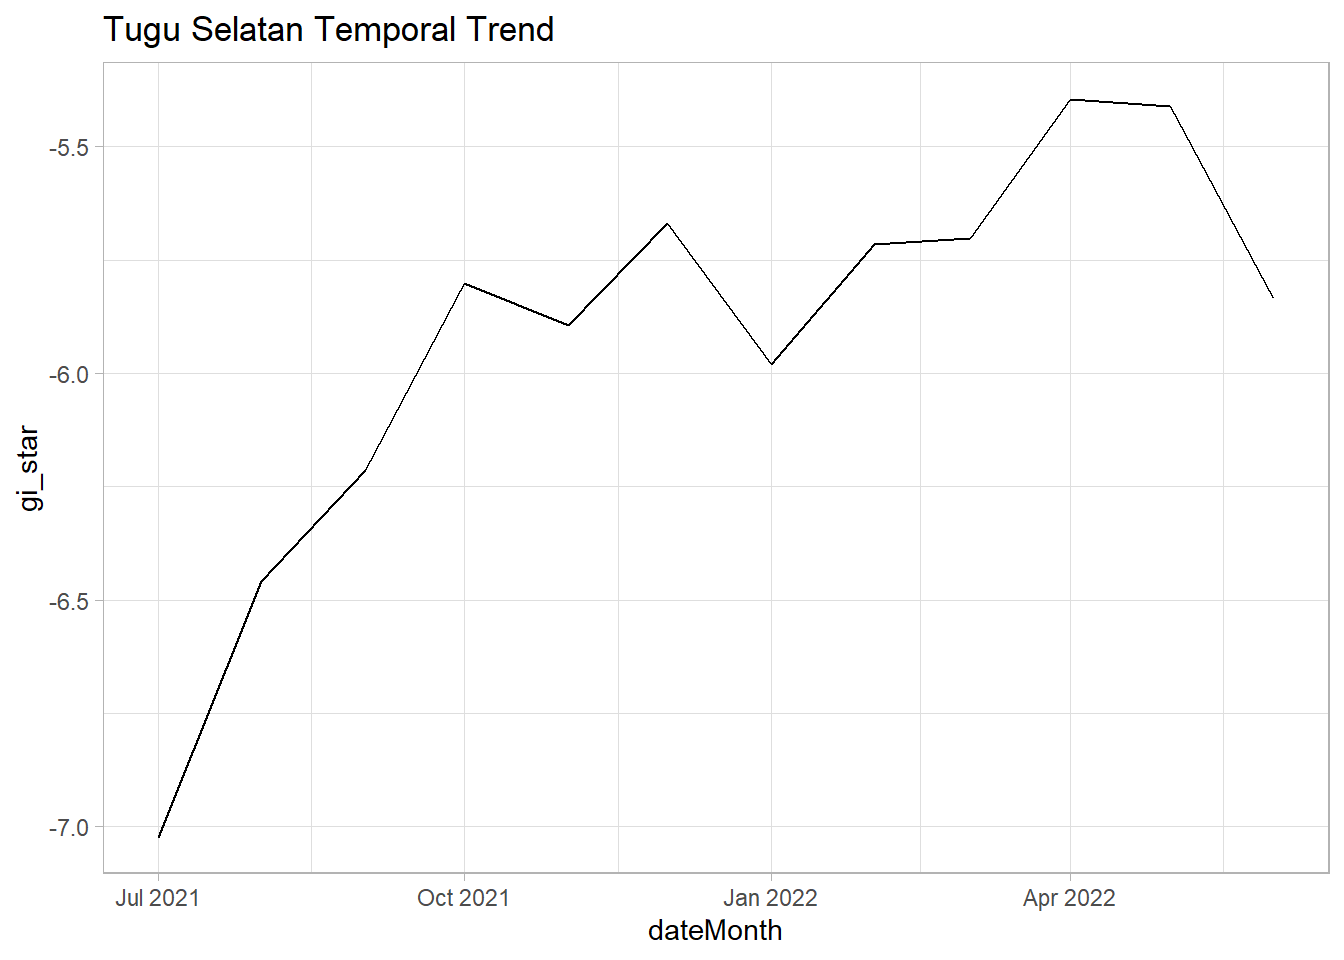 Tugu Selatan Temporal Trend
-5.5
-6.0
-6.5
-7.0
gi_star
Jul 2021
Oct 2021
Jan 2022
Apr 2022
dateMonth